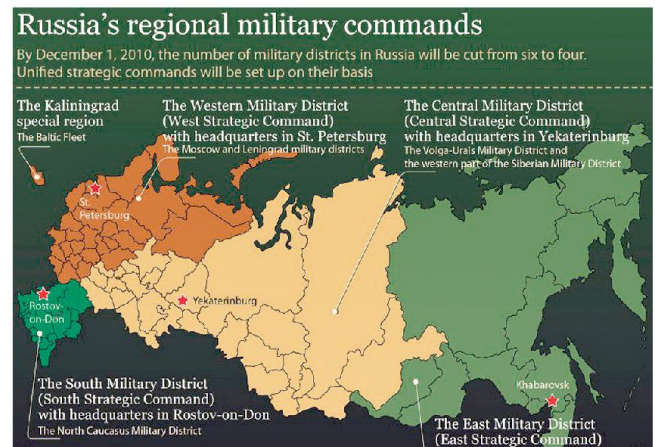 Russia's regional military commands
By December 1, 2010, the number of military districts in Russia will be cut from six to four.
Unified strategic commands will be set up on their basis
The Kaliningrad
special region
The Baltic Fleet
The Western Military District
(West Strategic Command)
with headquarters in St. Petersburg
The Moscow and Leningrad military districts
The Central Military District
(Central Strategic Command)
with headquarters in Yekaterinburg
The Volga-Urals Military District and
the western part of the Siberian Military District
St.
Petersburg
Rostov-
on-Don
Yekaterinburg
Khabarovsk
The South Military District
(South Strategic Command)
with headquarters in Rostov-on-Don
The North Caucasus Military District
The East Military District
(East Strategic Command)